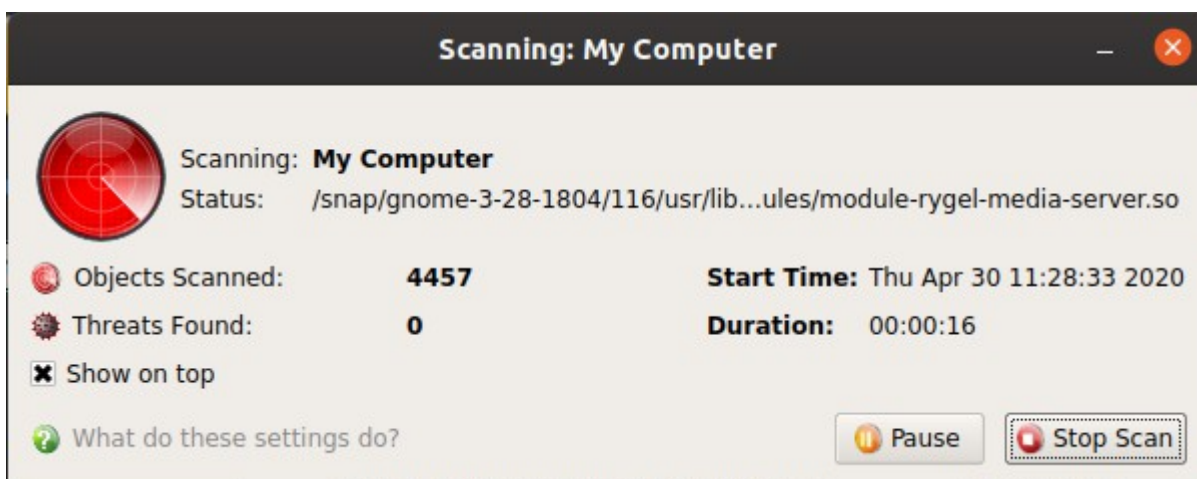 Scanning: My Computer
Scanning: My Computer
Status: /snap/gnome-3-28-1804/116/usr/lib...ules/module-rygel-media-server.so
Objects Scanned: 4457 Start Time: Thu Apr 30 11:28:33 2020
Threats Found: 0 Duration: 00:00:16
Show on top
What do these settings do? Pause Stop Scan